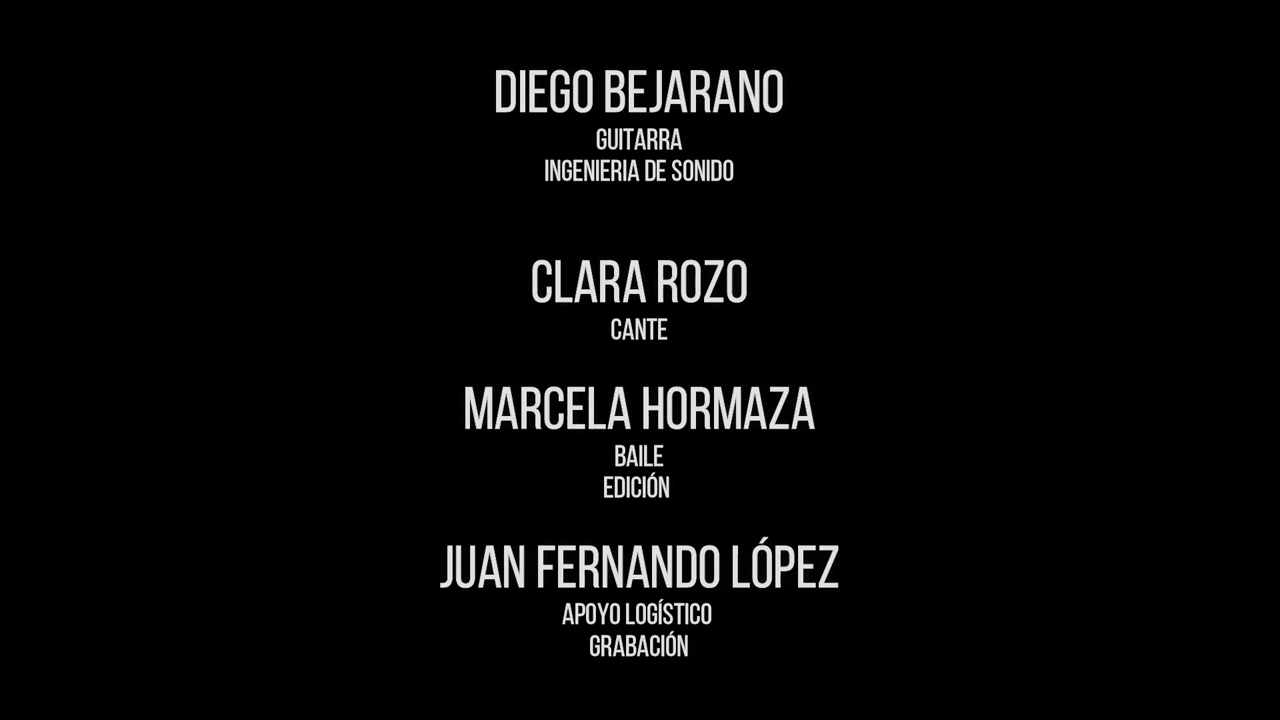 DIEGO BEJARANO
GUITARRA
INGENIERIA DE SONIDO
CLARA ROZO
CANTE
MARCELA HORMAZA
BAILE
EDICIÓN
JUAN FERNANDO LÓPEZ
APOYO LOGÍSTICO
GRABACIÓN